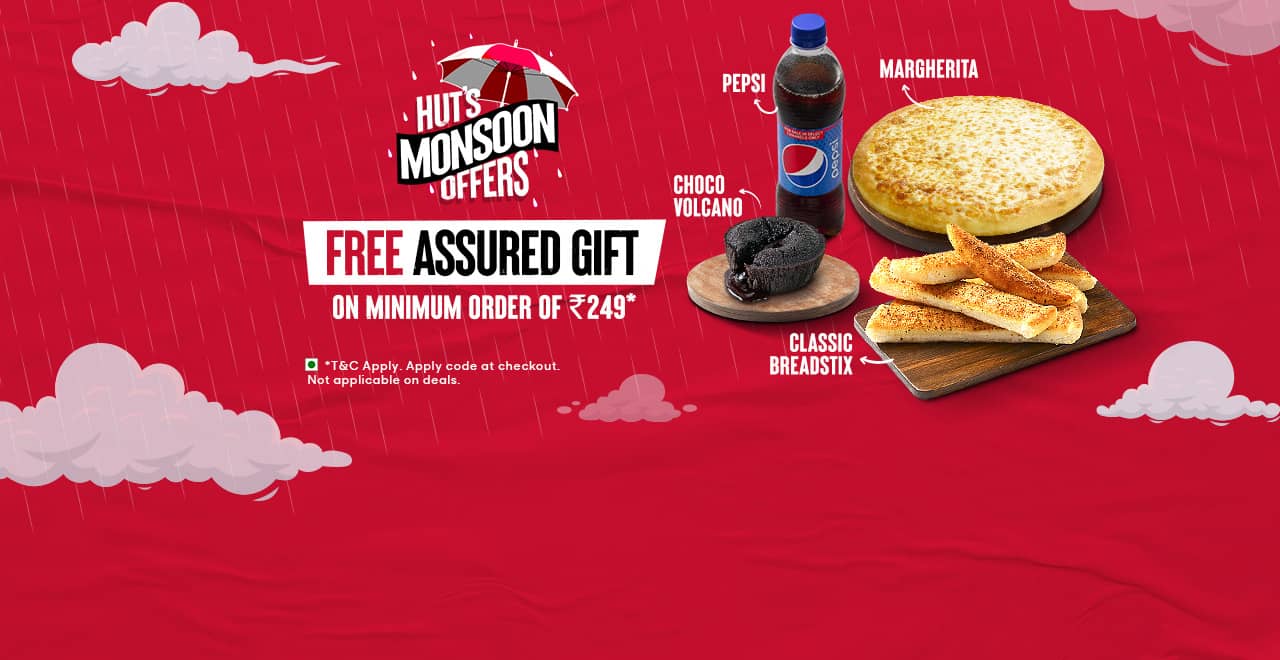 HUT'S
MONSOON
OFFERS
FREE ASSURED GIFT
ON MINIMUM ORDER OF ₹249*
*T&C Apply. Apply code at checkout.
Not applicable on deals.
PEPSI
MARGHERITA
CHOCO
VOLCANO
pepsi
CLASSIC
BREADSTIX